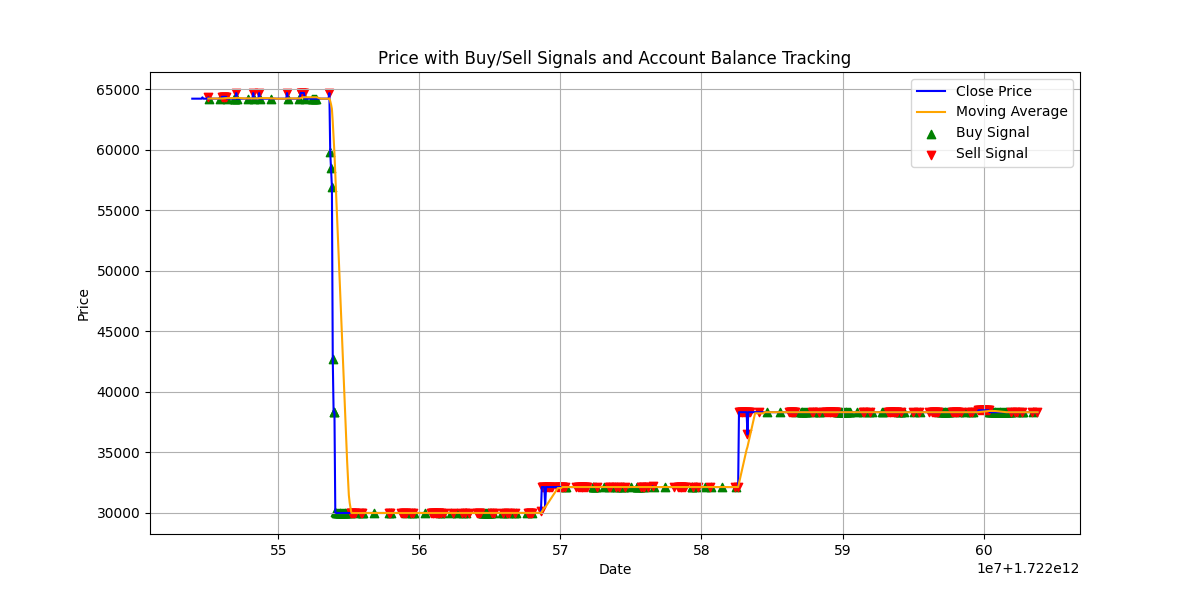 Price with Buy/Sell Signals and Account Balance Tracking
65000
60000
55000
50000
45000
40000
35000
30000
Price
Close Price
Moving Average
Buy Signal
Sell Signal
55 56 57 58 59 60
Date
1e7+1.722e12